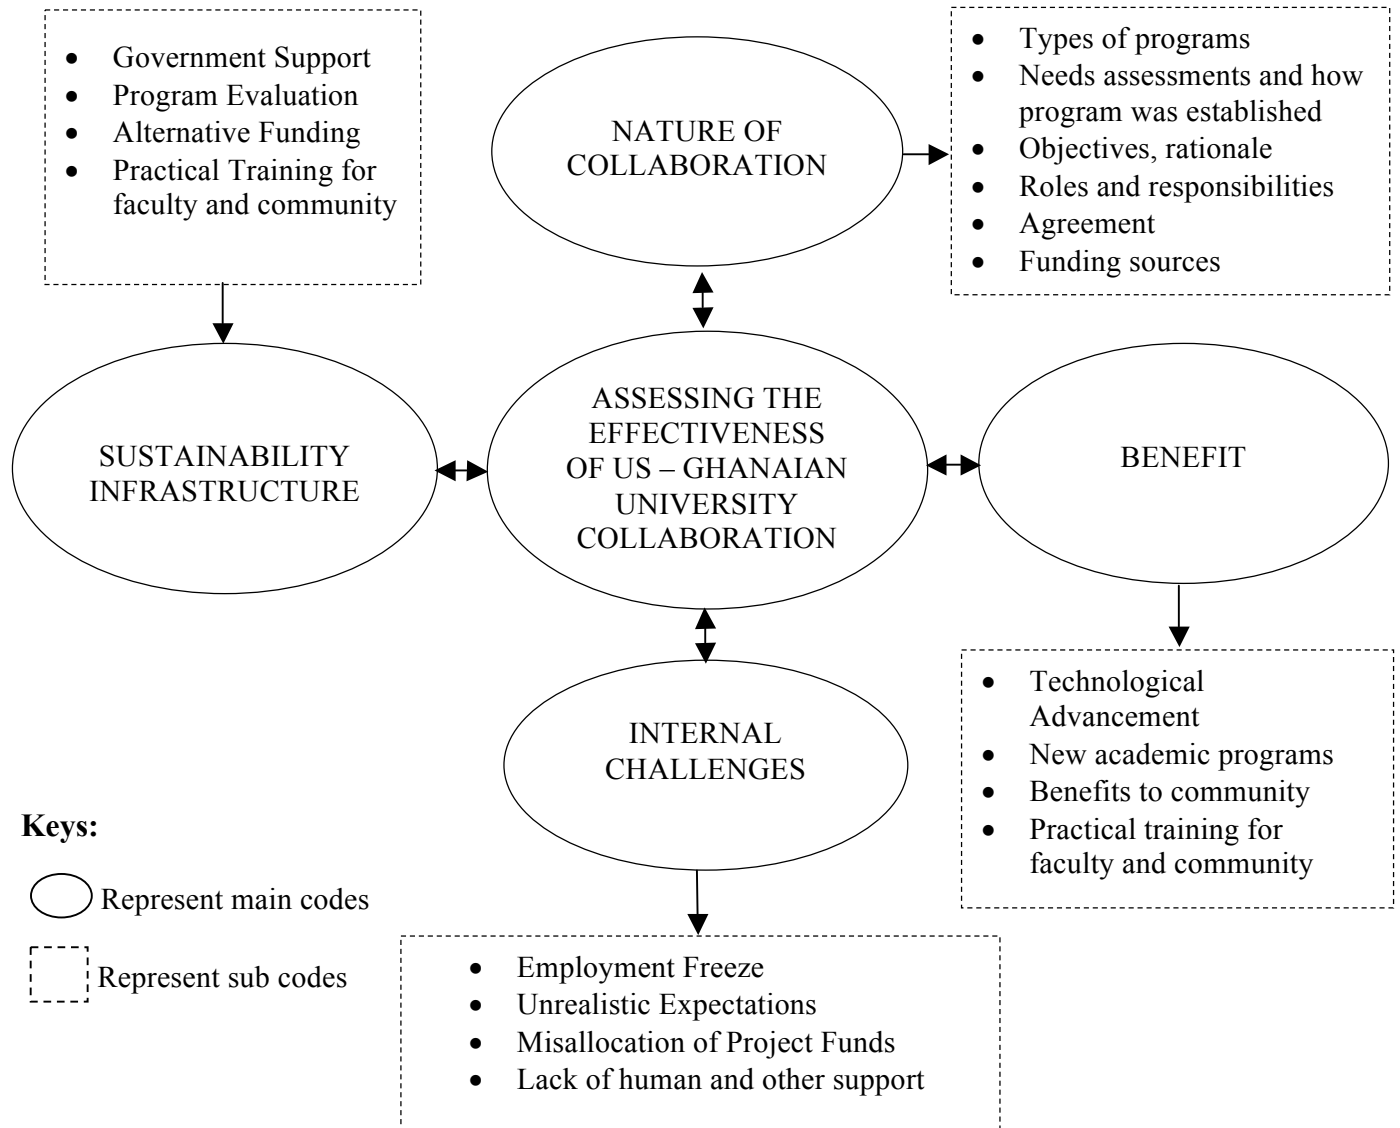 • Government Support
• Program Evaluation
• Alternative Funding
• Practical Training for
faculty and community
NATURE OF
COLLABORATION
• Types of programs
• Needs assessments and how
program was established
• Objectives, rationale
• Roles and responsibilities
• Agreement
• Funding sources
SUSTAINABILITY
INFRASTRUCTURE
ASSESSING THE
EFFECTIVENESS
OF US – GHANAIAN
UNIVERSITY
COLLABORATION
BENEFIT
INTERNAL
CHALLENGES
• Technological
Advancement
• New academic programs
• Benefits to community
• Practical training for
faculty and community
Keys:
Represent main codes
Represent sub codes
• Employment Freeze
• Unrealistic Expectations
• Misallocation of Project Funds
• Lack of human and other support